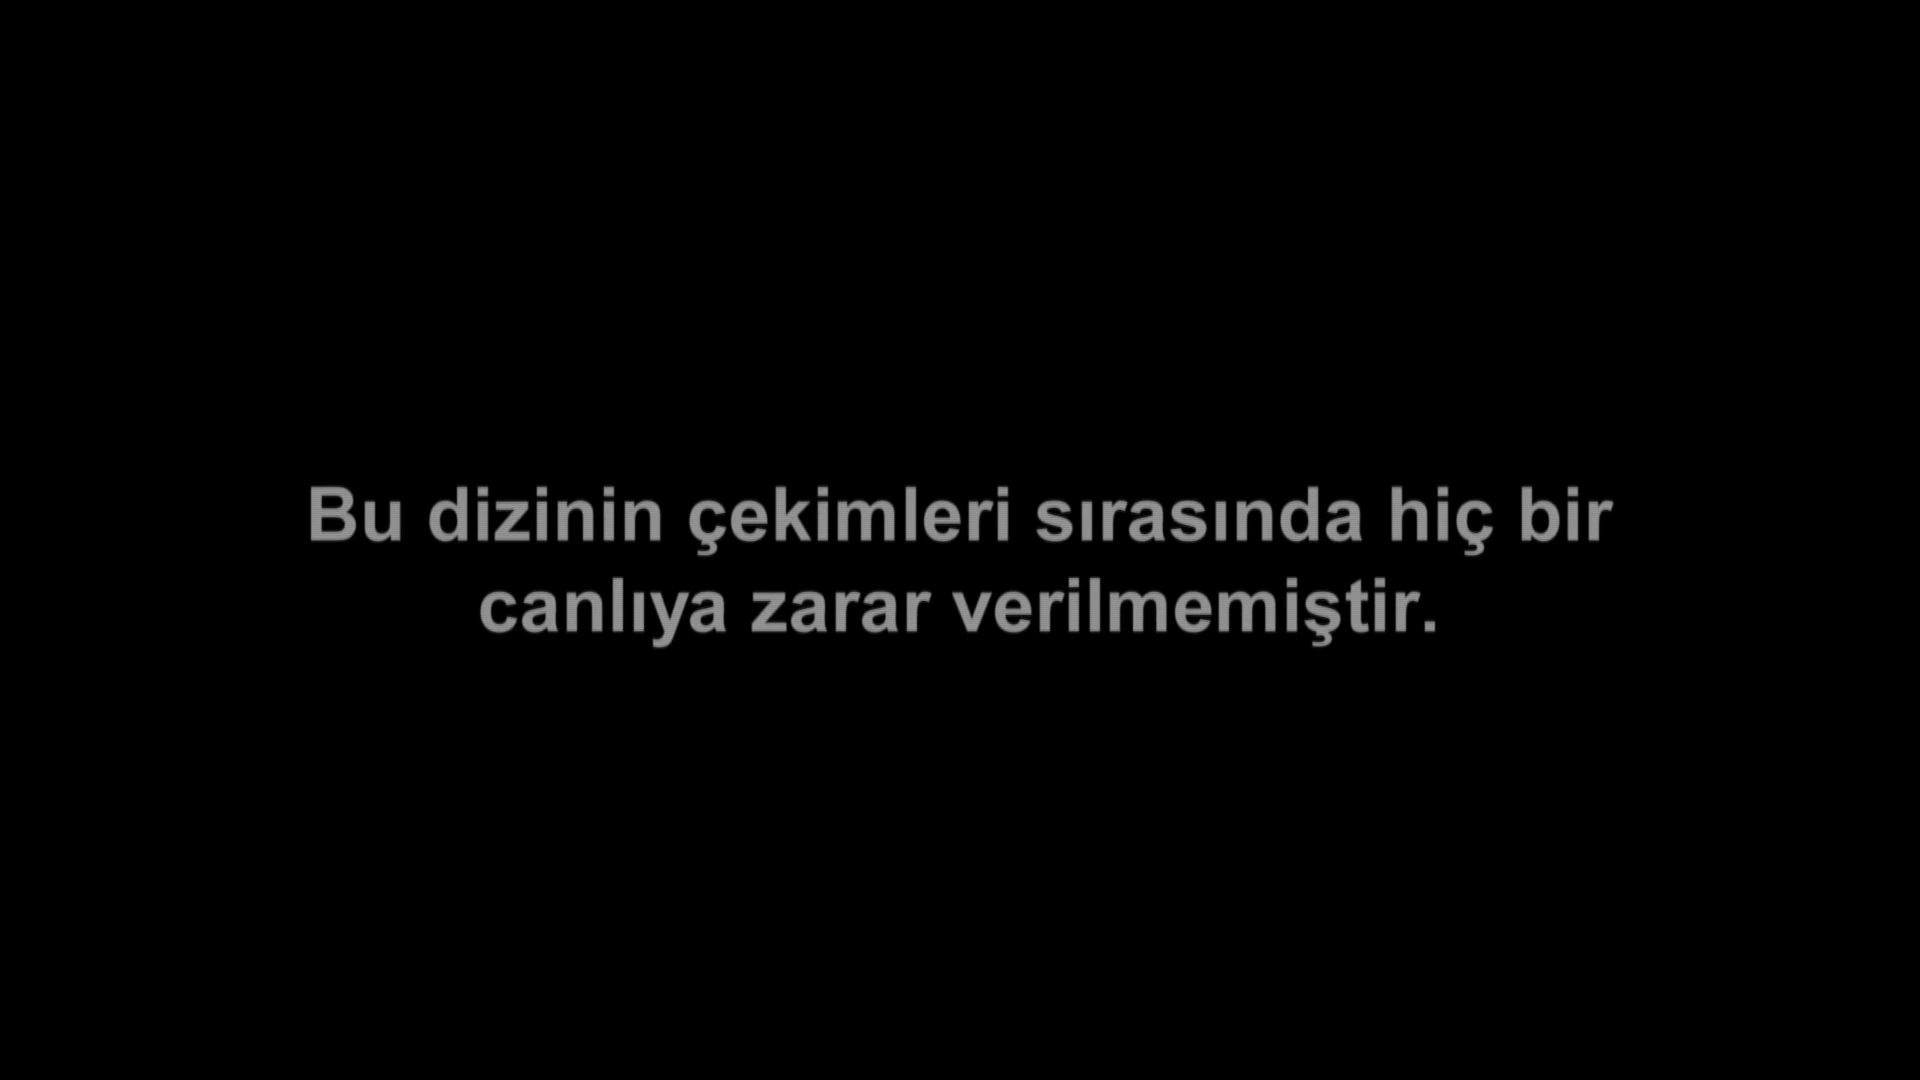 Bu dizinin çekimleri sırasında hiç bir
canlıya zarar verilmemiştir.